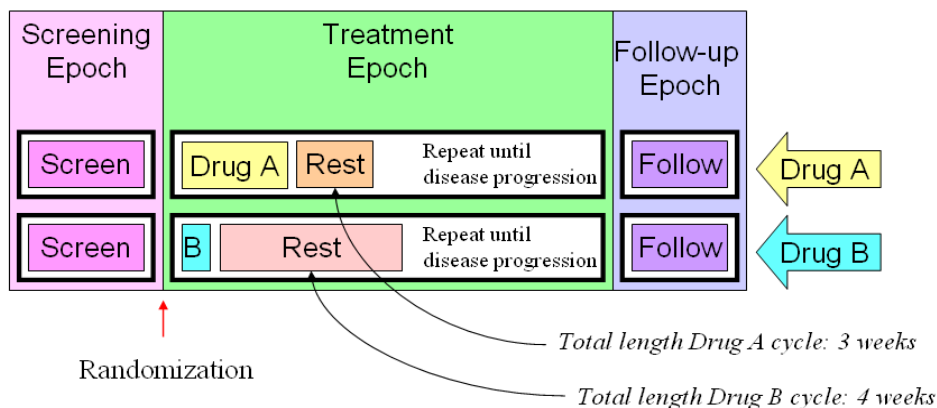 Screening
Epoch
Treatment
Epoch
Follow-up
Epoch
Screen
Drug A
Rest
Repeat until
disease progression
Follow
Drug A
Screen
B
Rest
Repeat until
disease progression
Follow
Drug B
Randomization
Total length Drug A cycle: 3 weeks
Total length Drug B cycle: 4 weeks